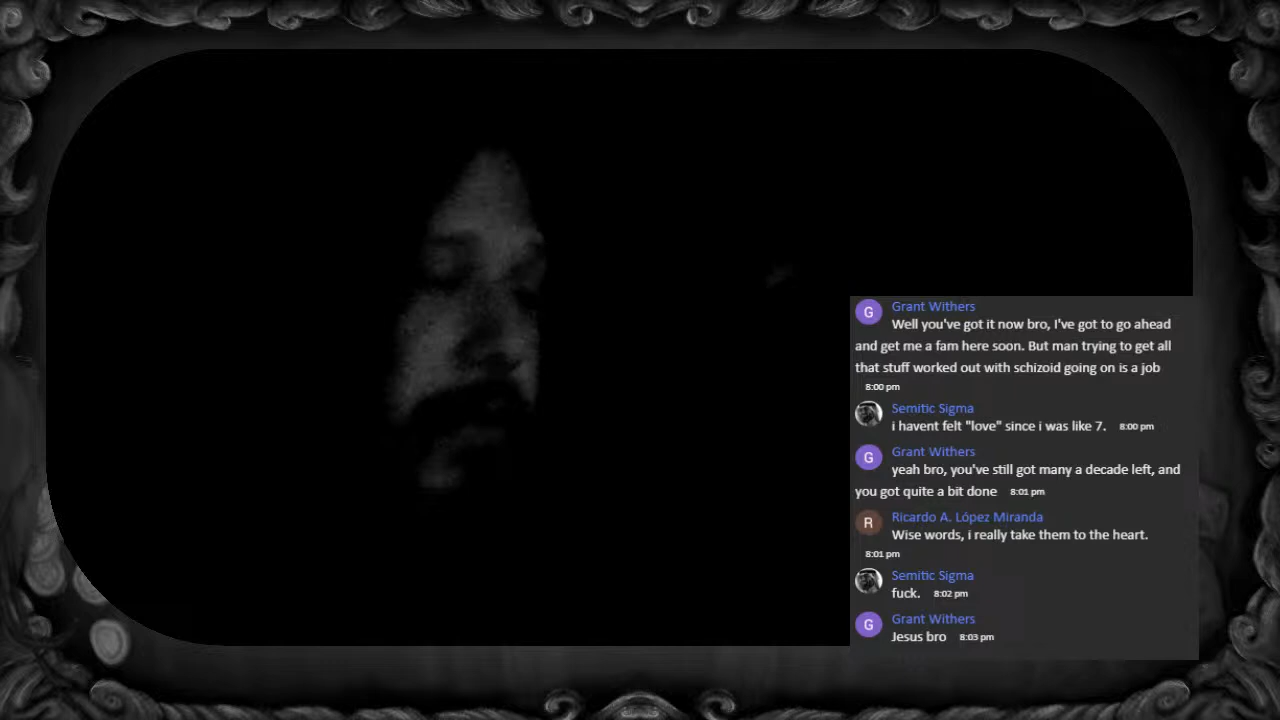 G Grant Withers
Well you've got it now bro, I've got to go ahead
and get me a fam here soon. But man trying to get all
that stuff worked out with schizoid going on is a job
8:00 pm
Semitic Sigma
i havent felt "love" since i was like 7. 8:00 pm
G Grant Withers
yeah bro, you've still got many a decade left, and
you got quite a bit done 8:01 pm
R Ricardo A. López Miranda
Wise words, i really take them to the heart.
8:01 pm
Semitic Sigma
fuck. 8:02 pm
G Grant Withers
Jesus bro 8:03 pm